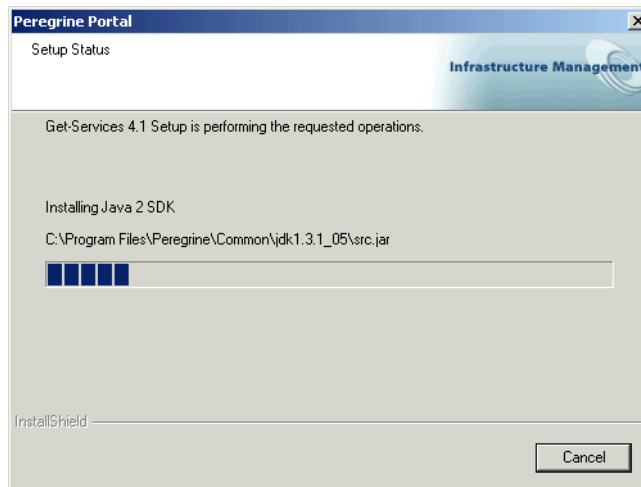 Peregrine Portal
Setup Status
Infrastructure Management
Get-Services 4.1 Setup is performing the requested operations.
Installing Java 2 SDK
C:\Program Files\Peregrine\Common\jdk1.3.1_05\src.jar
InstallShield
Cancel